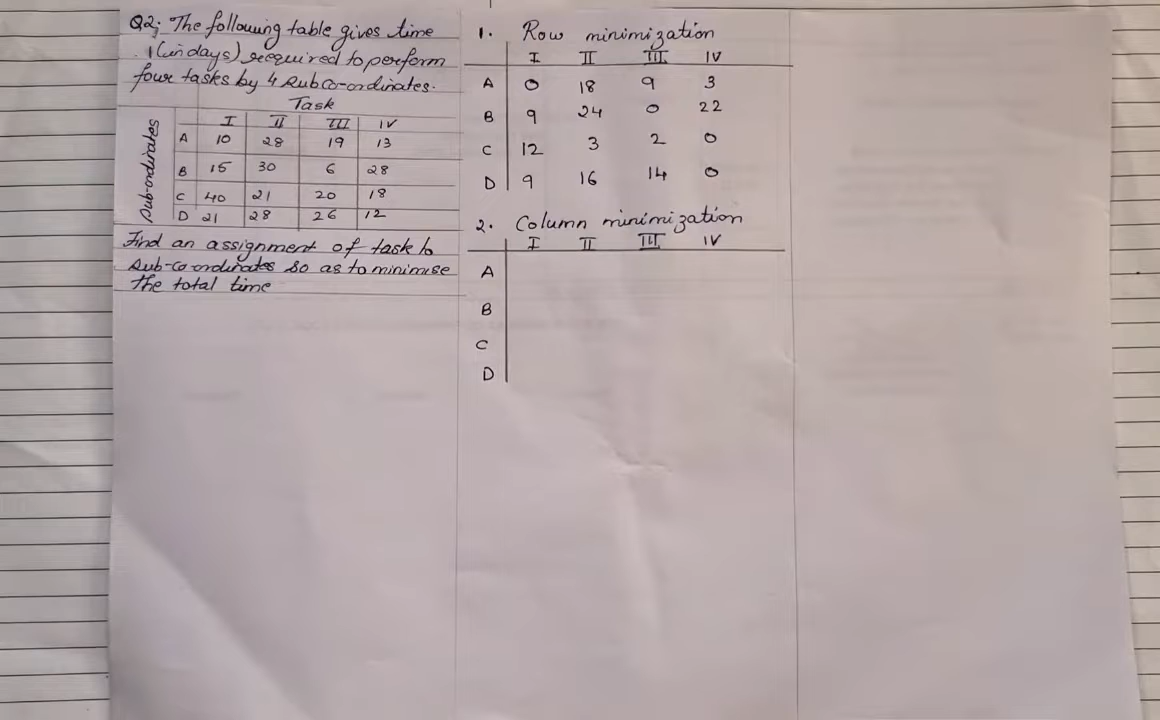 Q2; The following table gives time
(in days) required to perform
four tasks by 4 subco-ordinates.
Task
I II III IV
Sub-ordinates
A 10 28 19 13
B 15 30 6 28
C 40 21 20 18
D 21 28 26 12
Find an assignment of task to
sub-co ordinates so as to minimise
the total time
1. Row minimization
I II III IV
A 0 18 9 3
B 9 24 0 22
C 12 3 2 0
D 9 16 14 0
2. Column minimization
I II III IV
A
B
C
D